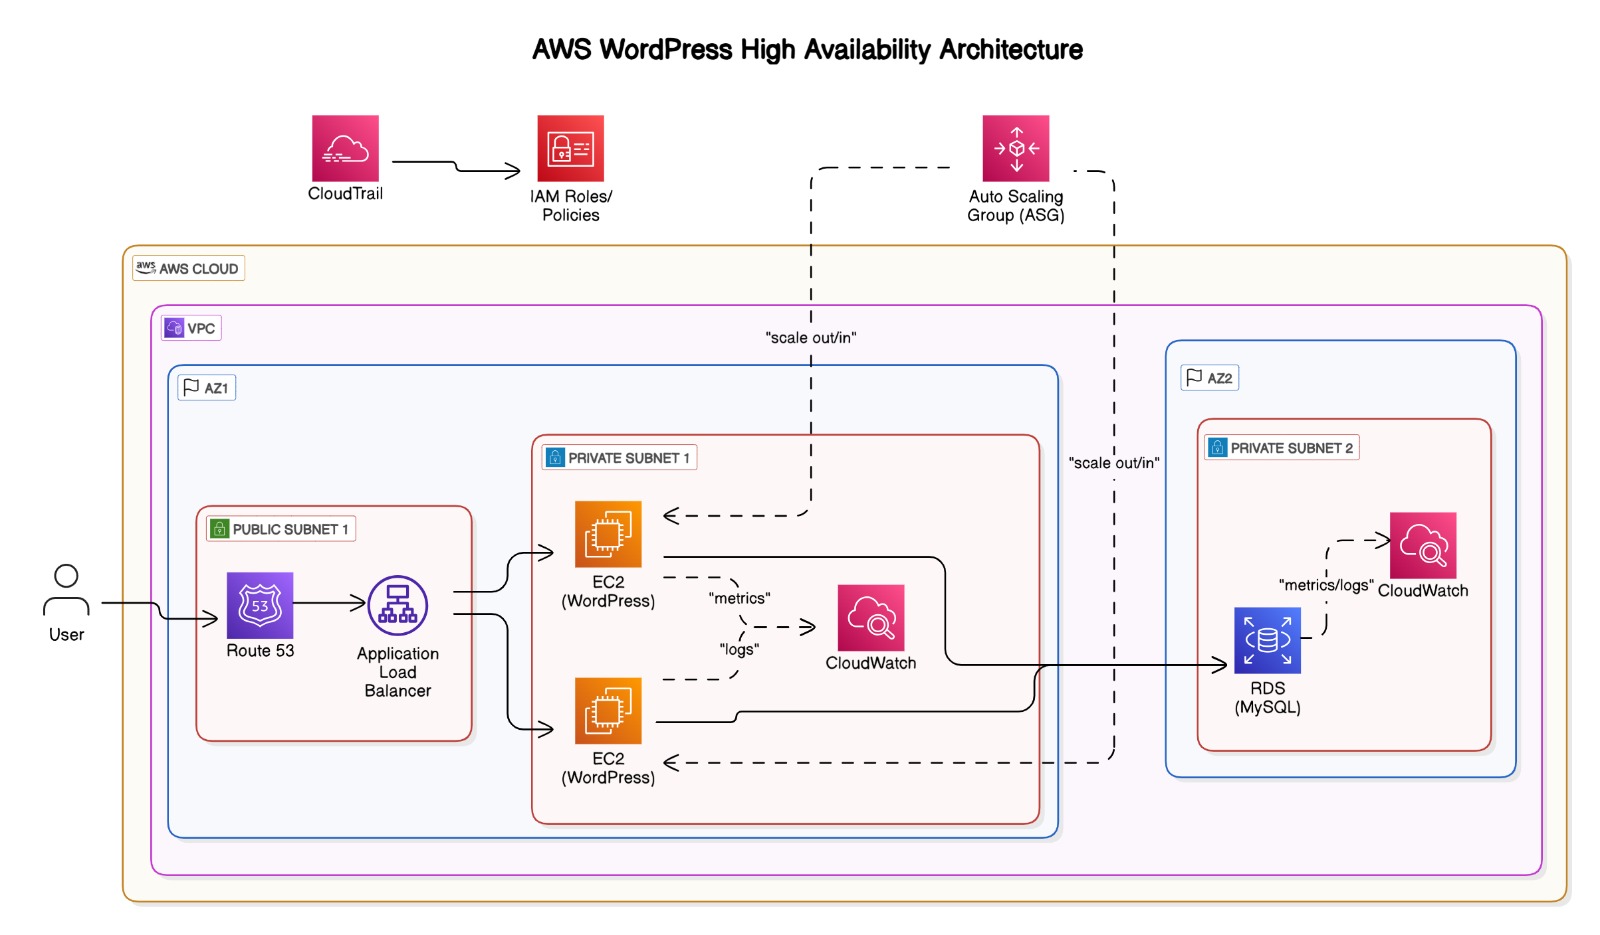 AWS WordPress High Availability Architecture
CloudTrail
IAM Roles/
Policies
Auto Scaling
Group (ASG)
aws AWS CLOUD
VPC
"scale out/in"
AZ1
AZ2
PRIVATE SUBNET 1
"scale out/in"
PRIVATE SUBNET 2
PUBLIC SUBNET 1
User
53
Route 53
Application
Load
Balancer
EC2
(WordPress)
"metrics"
"logs"
CloudWatch
EC2
(WordPress)
"metrics/logs"
CloudWatch
RDS
(MySQL)